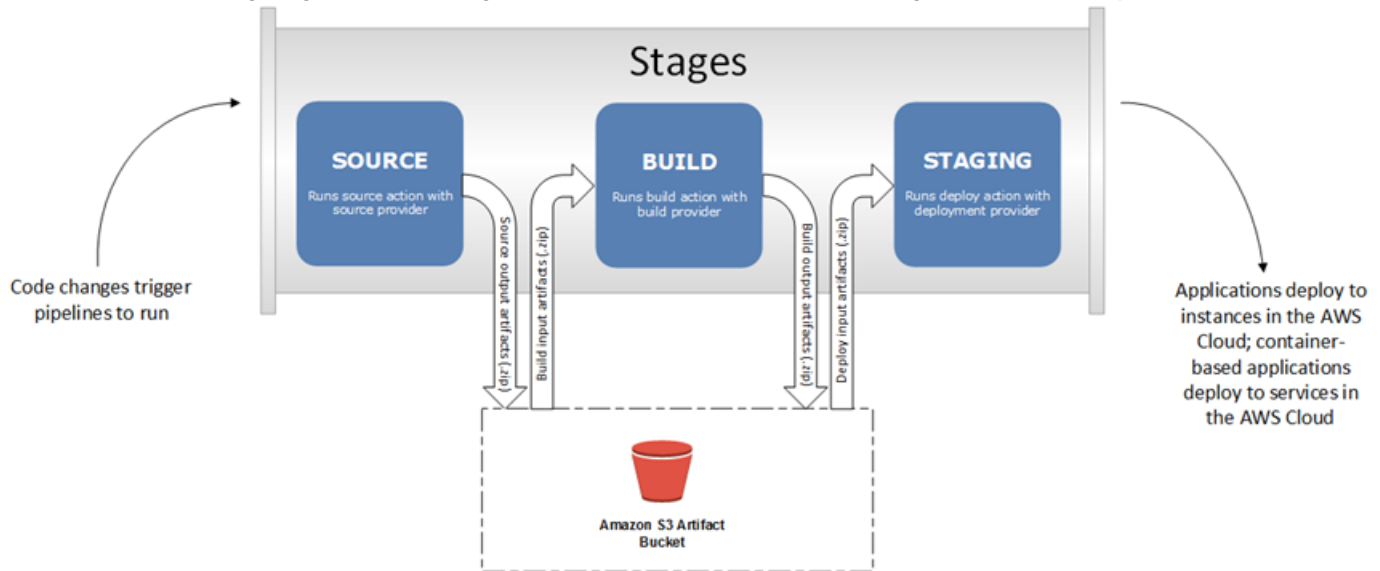 Stages
SOURCE
Runs source action with
source provider
BUILD
Runs build action with
build provider
STAGING
Runs deploy action with
deployment provider
Source output artifacts (.zip)
Build input artifacts (.zip)
Build output artifacts (.zip)
Deploy input artifacts (.zip)
Code changes trigger
pipelines to run
Applications deploy to
instances in the AWS
Cloud; container-
based applications
deploy to services in
the AWS Cloud
Amazon S3 Artifact
Bucket